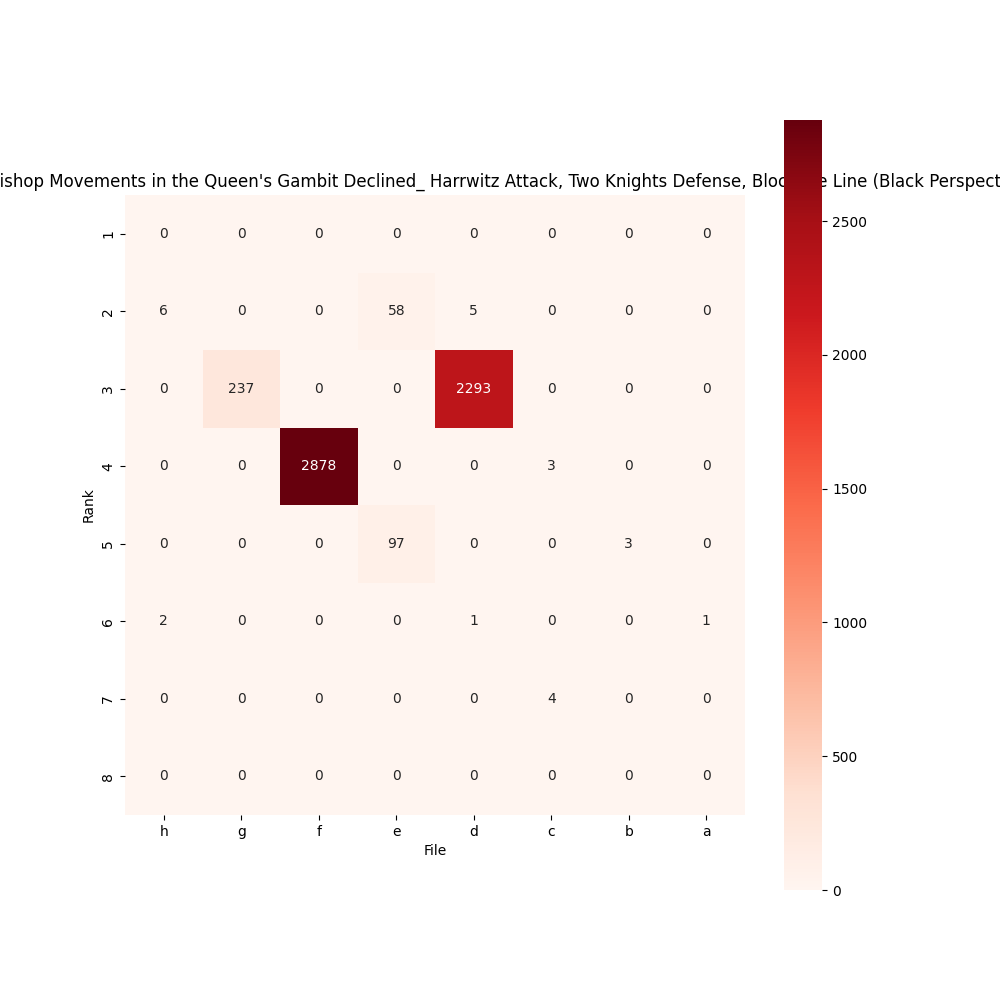 ishop Movements in the Queen's Gambit Declined_ Harrwitz Attack, Two Knights Defense, Line (Black Perspect
1 0 0 0 0 0 0 0 0
2 6 0 0 58 5 0 0 0
3 0 237 0 0 2293 0 0 0
4 0 0 2878 0 0 3 0 0
5 0 0 0 97 0 0 3 0
6 2 0 0 0 1 0 0 1
7 0 0 0 0 0 4 0 0
8 0 0 0 0 0 0 0 0
h g f e d c b a
Rank
File
2500
2000
1500
1000
500
0